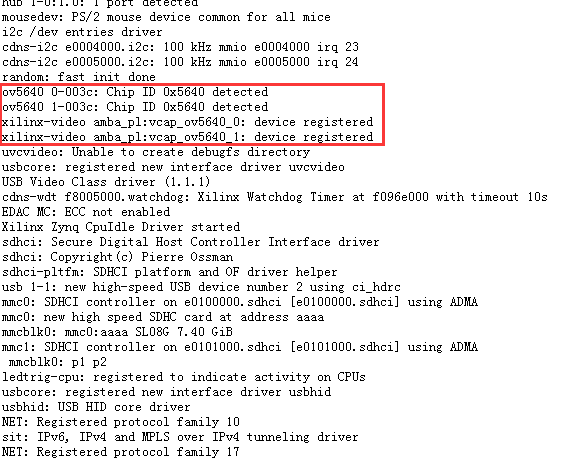 hub 1-0:1.0: 1 port detected
mousedev: PS/2 mouse device common for all mice
i2c /dev entries driver
cdns-i2c e0004000.i2c: 100 kHz mmio e0004000 irq 23
cdns-i2c e0005000.i2c: 100 kHz mmio e0005000 irq 24
random: fast init done
ov5640 0-003c: Chip ID 0x5640 detected
ov5640 1-003c: Chip ID 0x5640 detected
xilinx-video amba_pl:vcap_ov5640_0: device registered
xilinx-video amba_pl:vcap_ov5640_1: device registered
uvcvideo: Unable to create debugfs directory
usbcore: registered new interface driver uvcvideo
USB Video Class driver (1.1.1)
cdns-wdt f8005000.watchdog: Xilinx Watchdog Timer at f096e000 with timeout 10s
EDAC MC: ECC not enabled
Xilinx Zynq CpuIdle Driver started
sdhci: Secure Digital Host Controller Interface driver
sdhci: Copyright(c) Pierre Ossman
sdhci-pltfm: SDHCI platform and OF driver helper
usb 1-1: new high-speed USB device number 2 using ci_hdrc
mmc0: SDHCI controller on e0100000.sdhci [e0100000.sdhci] using ADMA
mmc0: new high speed SDHC card at address aaaa
mmcblk0: mmc0:aaaa SL08G 7.40 GiB
mmc1: SDHCI controller on e0101000.sdhci [e0101000.sdhci] using ADMA
mmcblk0: p1 p2
ledtrig-cpu: registered to indicate activity on CPUs
usbcore: registered new interface driver usbhid
usbhid: USB HID core driver
NET: Registered protocol family 10
sit: IPv6, IPv4 and MPLS over IPv4 tunneling driver
NET: Registered protocol family 17